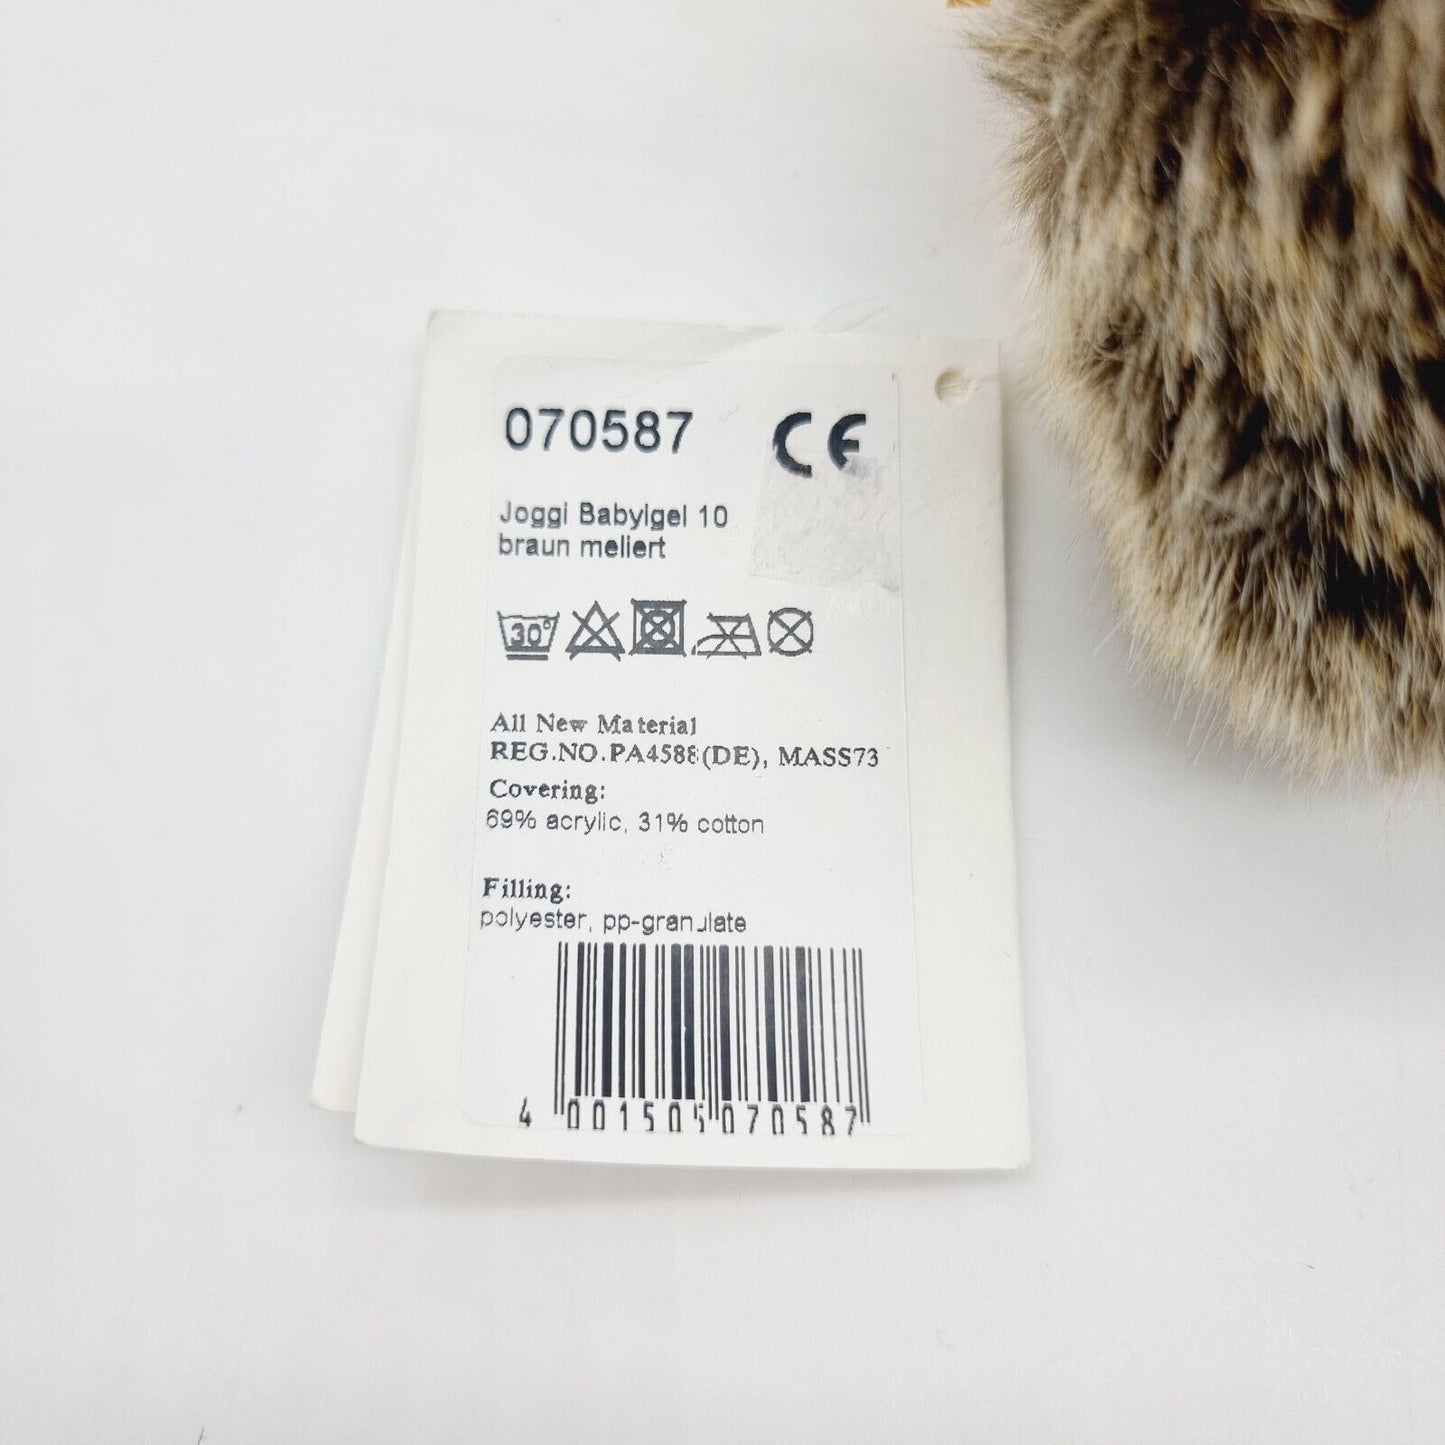 070587 CE
Joggi Babyigel 10
braun meliert
30°
All New Material
REG.NO.PA4588(DE), MASS73
Covering:
69% acrylic, 31% cotton
Filling:
polyester, pp-granulate
4 001505 070587